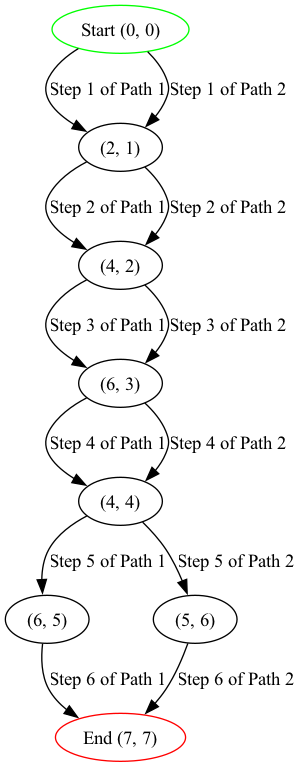 Start (0, 0)
Step 1 of Path 1
Step 1 of Path 2
(2, 1)
Step 2 of Path 1
Step 2 of Path 2
(4, 2)
Step 3 of Path 1
Step 3 of Path 2
(6, 3)
Step 4 of Path 1
Step 4 of Path 2
(4, 4)
Step 5 of Path 1
Step 5 of Path 2
(6, 5)
(5, 6)
Step 6 of Path 1
Step 6 of Path 2
End (7, 7)